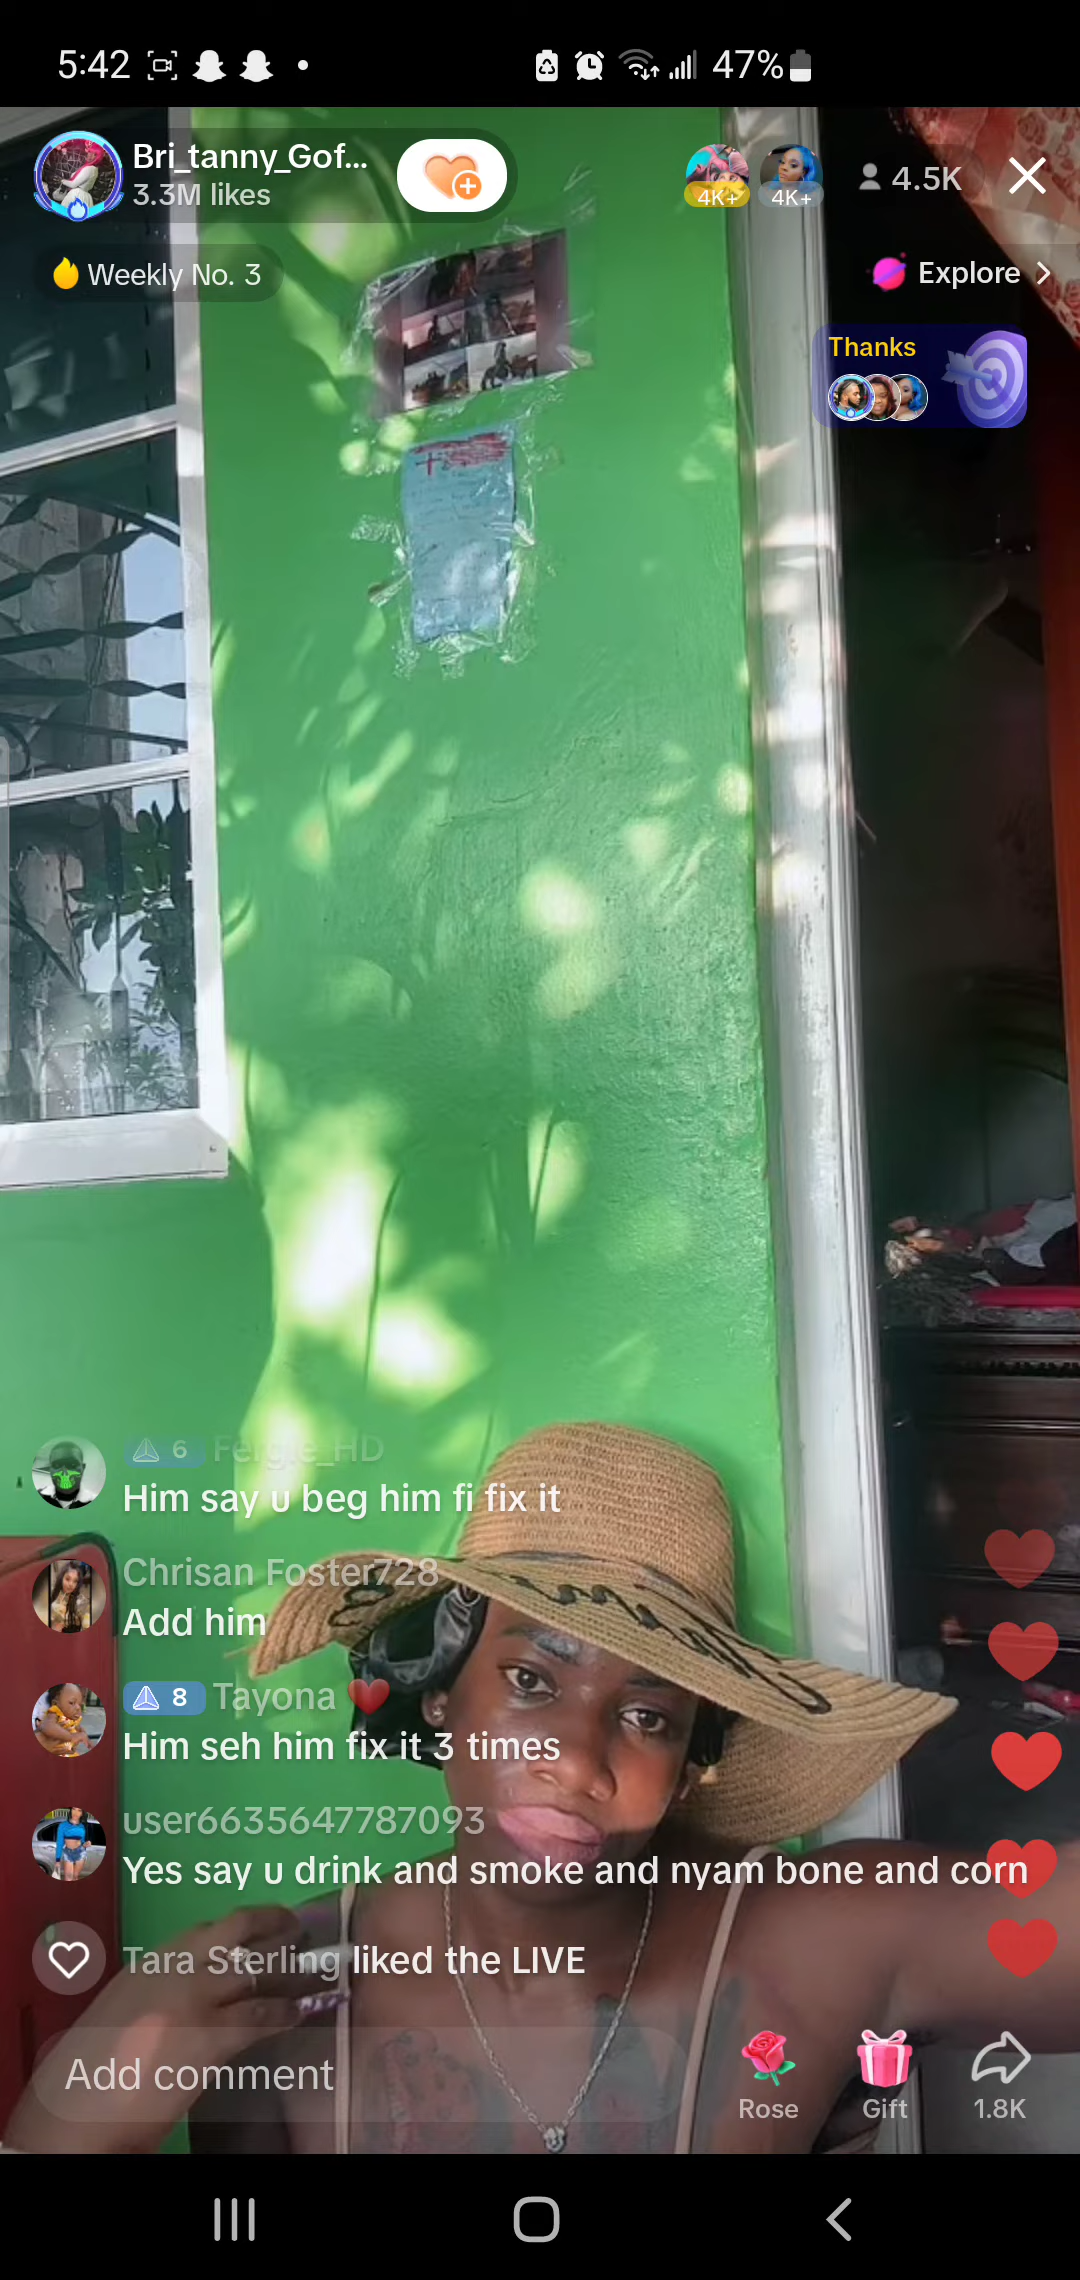 5:42
47%
Bri_tanny_Gof...
3.3M likes
4K+
4K+
4.5K
Weekly No. 3
Explore
Thanks
6 Fergie_HD
Him say u beg him fi fix it
Chrisan Foster728
Add him
8 Tayona
Him seh him fix it 3 times
user6635647787093
Yes say u drink and smoke and nyam bone and corn
Tara Sterling liked the LIVE
Add comment
Rose
Gift
1.8K